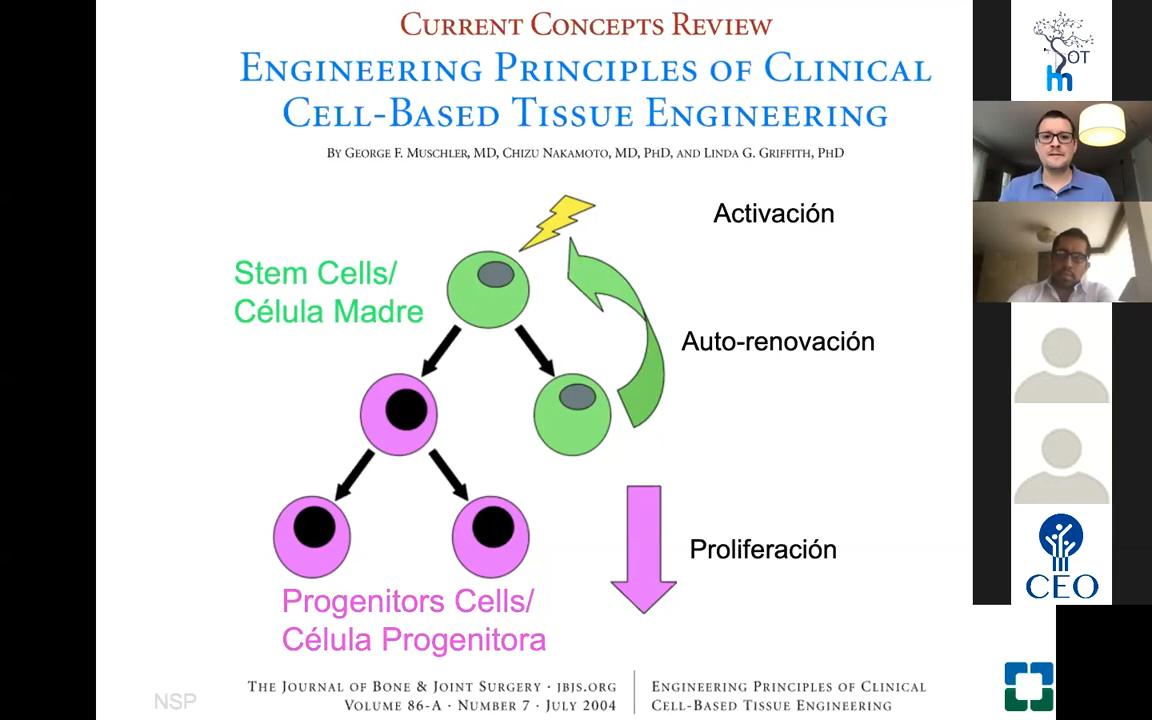 CURRENT CONCEPTS REVIEW
ENGINEERING PRINCIPLES OF CLINICAL
CELL-BASED TISSUE ENGINEERING
BY GEORGE F. MUSCHLER, MD, CHIZU NAKAMOTO, MD, PHD, AND LINDA G. GRIFFITH, PHD
Activación
Stem Cells/
Célula Madre
Auto-renovación
Proliferación
Progenitors Cells/
Célula Progenitora
NSP
THE JOURNAL OF BONE & JOINT SURGERY · JBJS.ORG
VOLUME 86-A · NUMBER 7 · JULY 2004
ENGINEERING PRINCIPLES OF CLINICAL
CELL-BASED TISSUE ENGINEERING
OT
hm
CEO